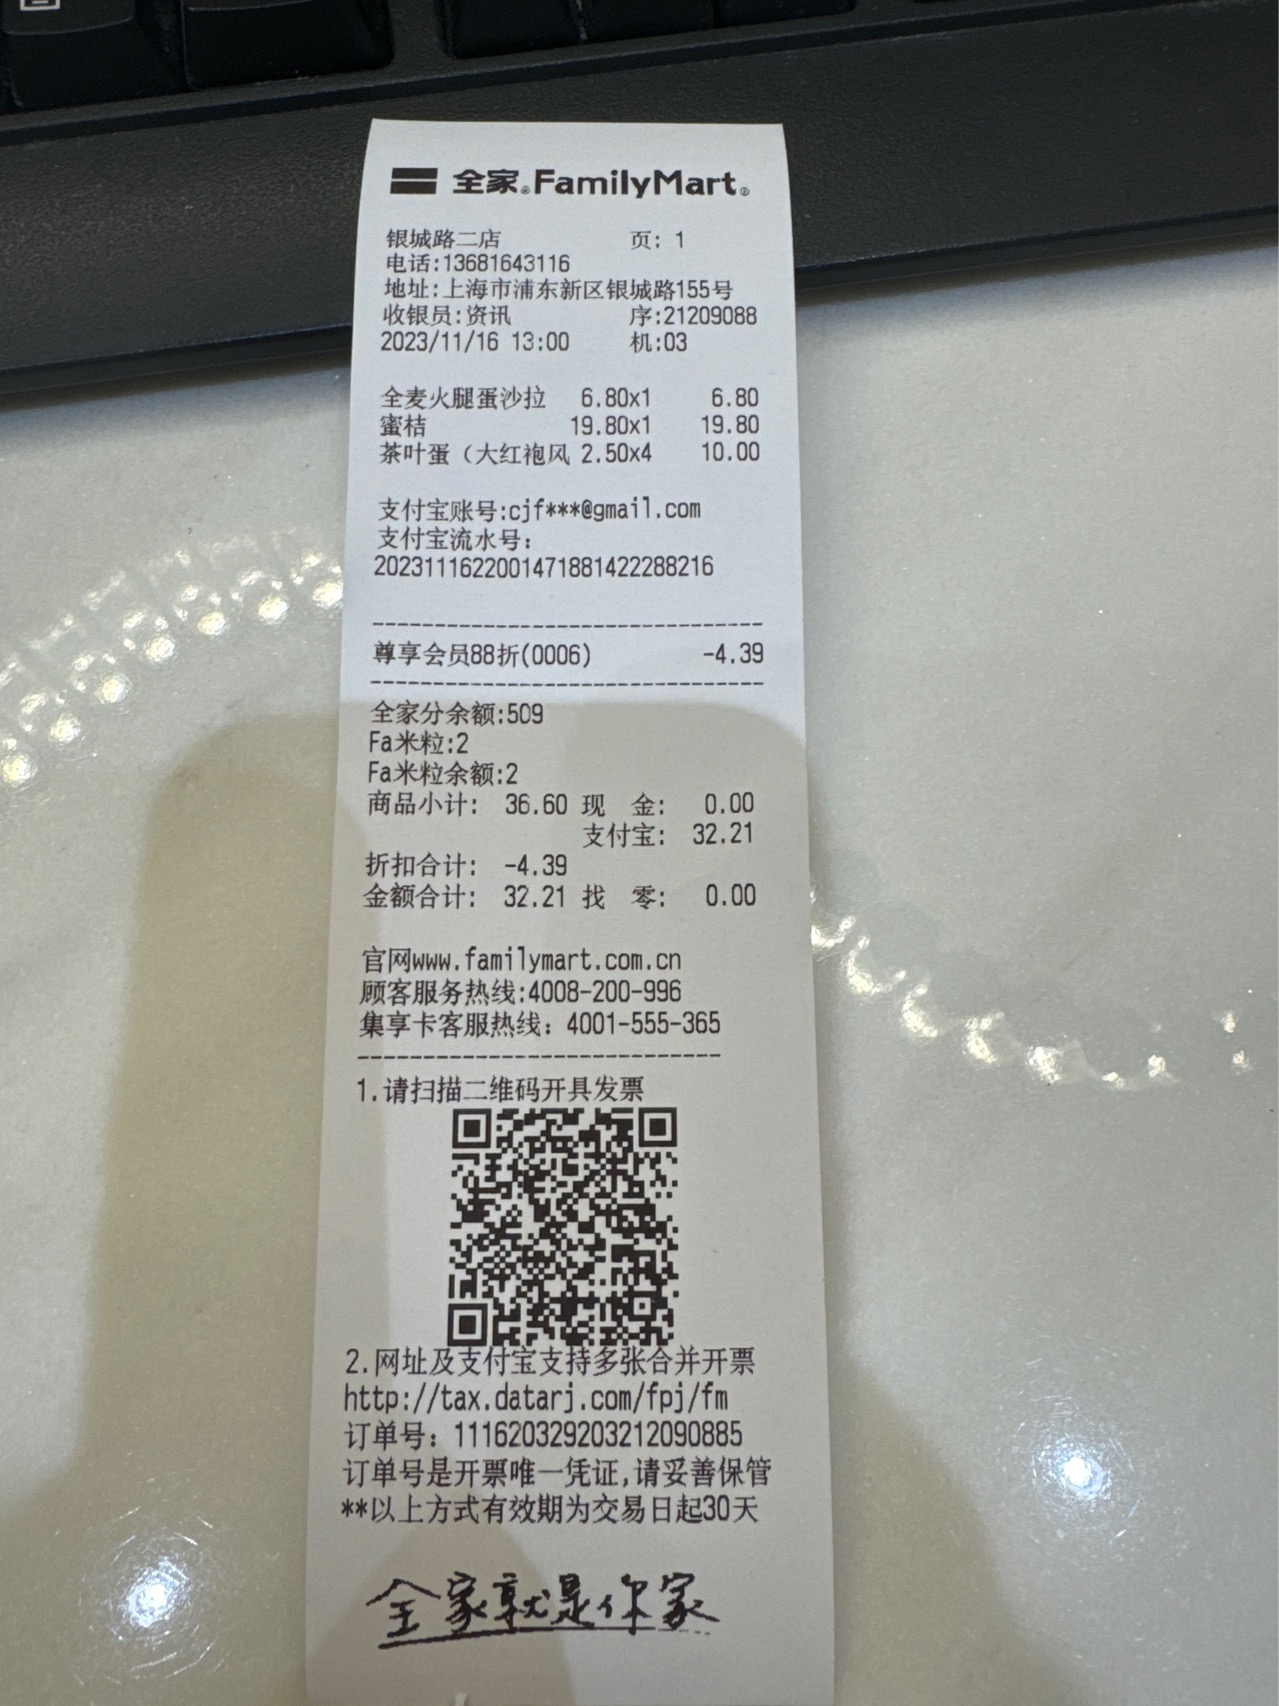 全家®FamilyMart®
银城路二店 页: 1
电话:13681643116
地址:上海市浦东新区银城路155号
收银员:资讯 序:21209088
2023/11/16 13:00 机:03
全麦火腿蛋沙拉 6.80x1 6.80
蜜桔 19.80x1 19.80
茶叶蛋（大红袍风 2.50x4 10.00
支付宝账号:cjf***@gmail.com
支付宝流水号:
2023111622001471881422288216
尊享会员88折(0006) -4.39
全家分余额:509
Fa米粒:2
Fa米粒余额:2
商品小计: 36.60 现 金: 0.00
支付宝: 32.21
折扣合计: -4.39
金额合计: 32.21 找 零: 0.00
官网www.familymart.com.cn
顾客服务热线:4008-200-996
集享卡客服热线: 4001-555-365
1.请扫描二维码开具发票
2.网址及支付宝支持多张合并开票
http://tax.datarj.com/fpj/fm
订单号: 111620329203212090885
订单号是开票唯一凭证,请妥善保管
**以上方式有效期为交易日起30天
全家就是你家